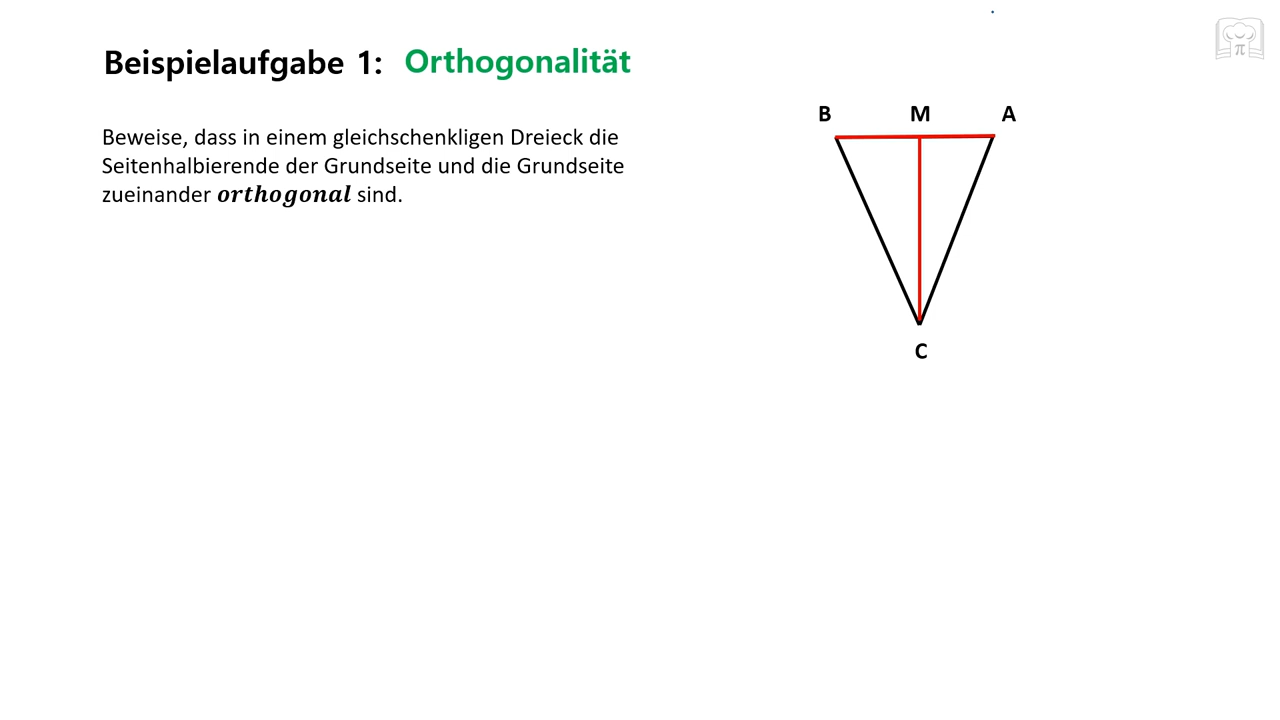 Beispielaufgabe 1: Orthogonalität
Beweise, dass in einem gleichschenkligen Dreieck die
Seitenhalbierende der Grundseite und die Grundseite
zueinander orthogonal sind.
B M A
C
π